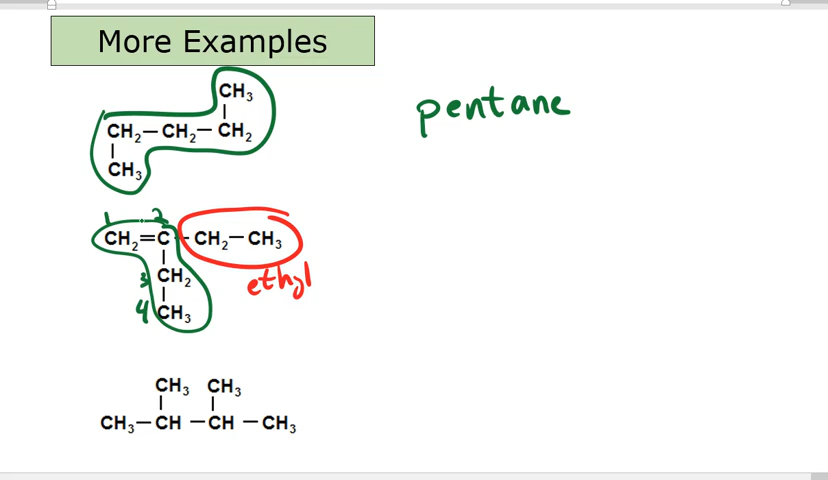 More Examples
CH₃
CH₂–CH₂–CH₂
CH₃
pentane
1 2
CH₂=C–CH₂–CH₃
3 CH₂
ethyl
4 CH₃
CH₃ CH₃
CH₃–CH–CH–CH₃